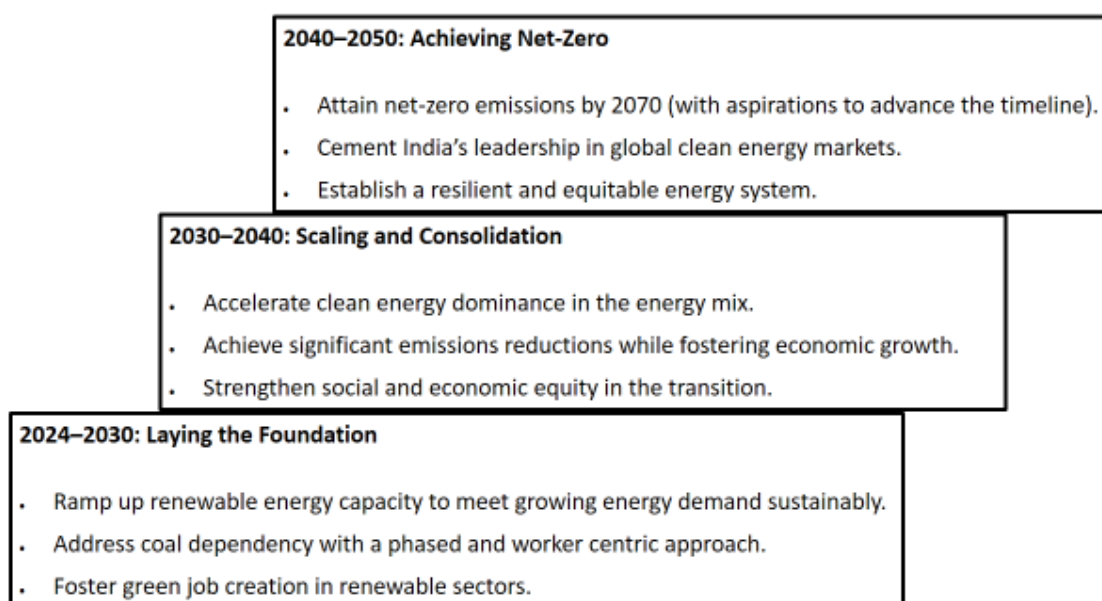 2040–2050: Achieving Net-Zero
• Attain net-zero emissions by 2070 (with aspirations to advance the timeline).
• Cement India’s leadership in global clean energy markets.
• Establish a resilient and equitable energy system.
2030–2040: Scaling and Consolidation
• Accelerate clean energy dominance in the energy mix.
• Achieve significant emissions reductions while fostering economic growth.
• Strengthen social and economic equity in the transition.
2024–2030: Laying the Foundation
• Ramp up renewable energy capacity to meet growing energy demand sustainably.
• Address coal dependency with a phased and worker centric approach.
• Foster green job creation in renewable sectors.